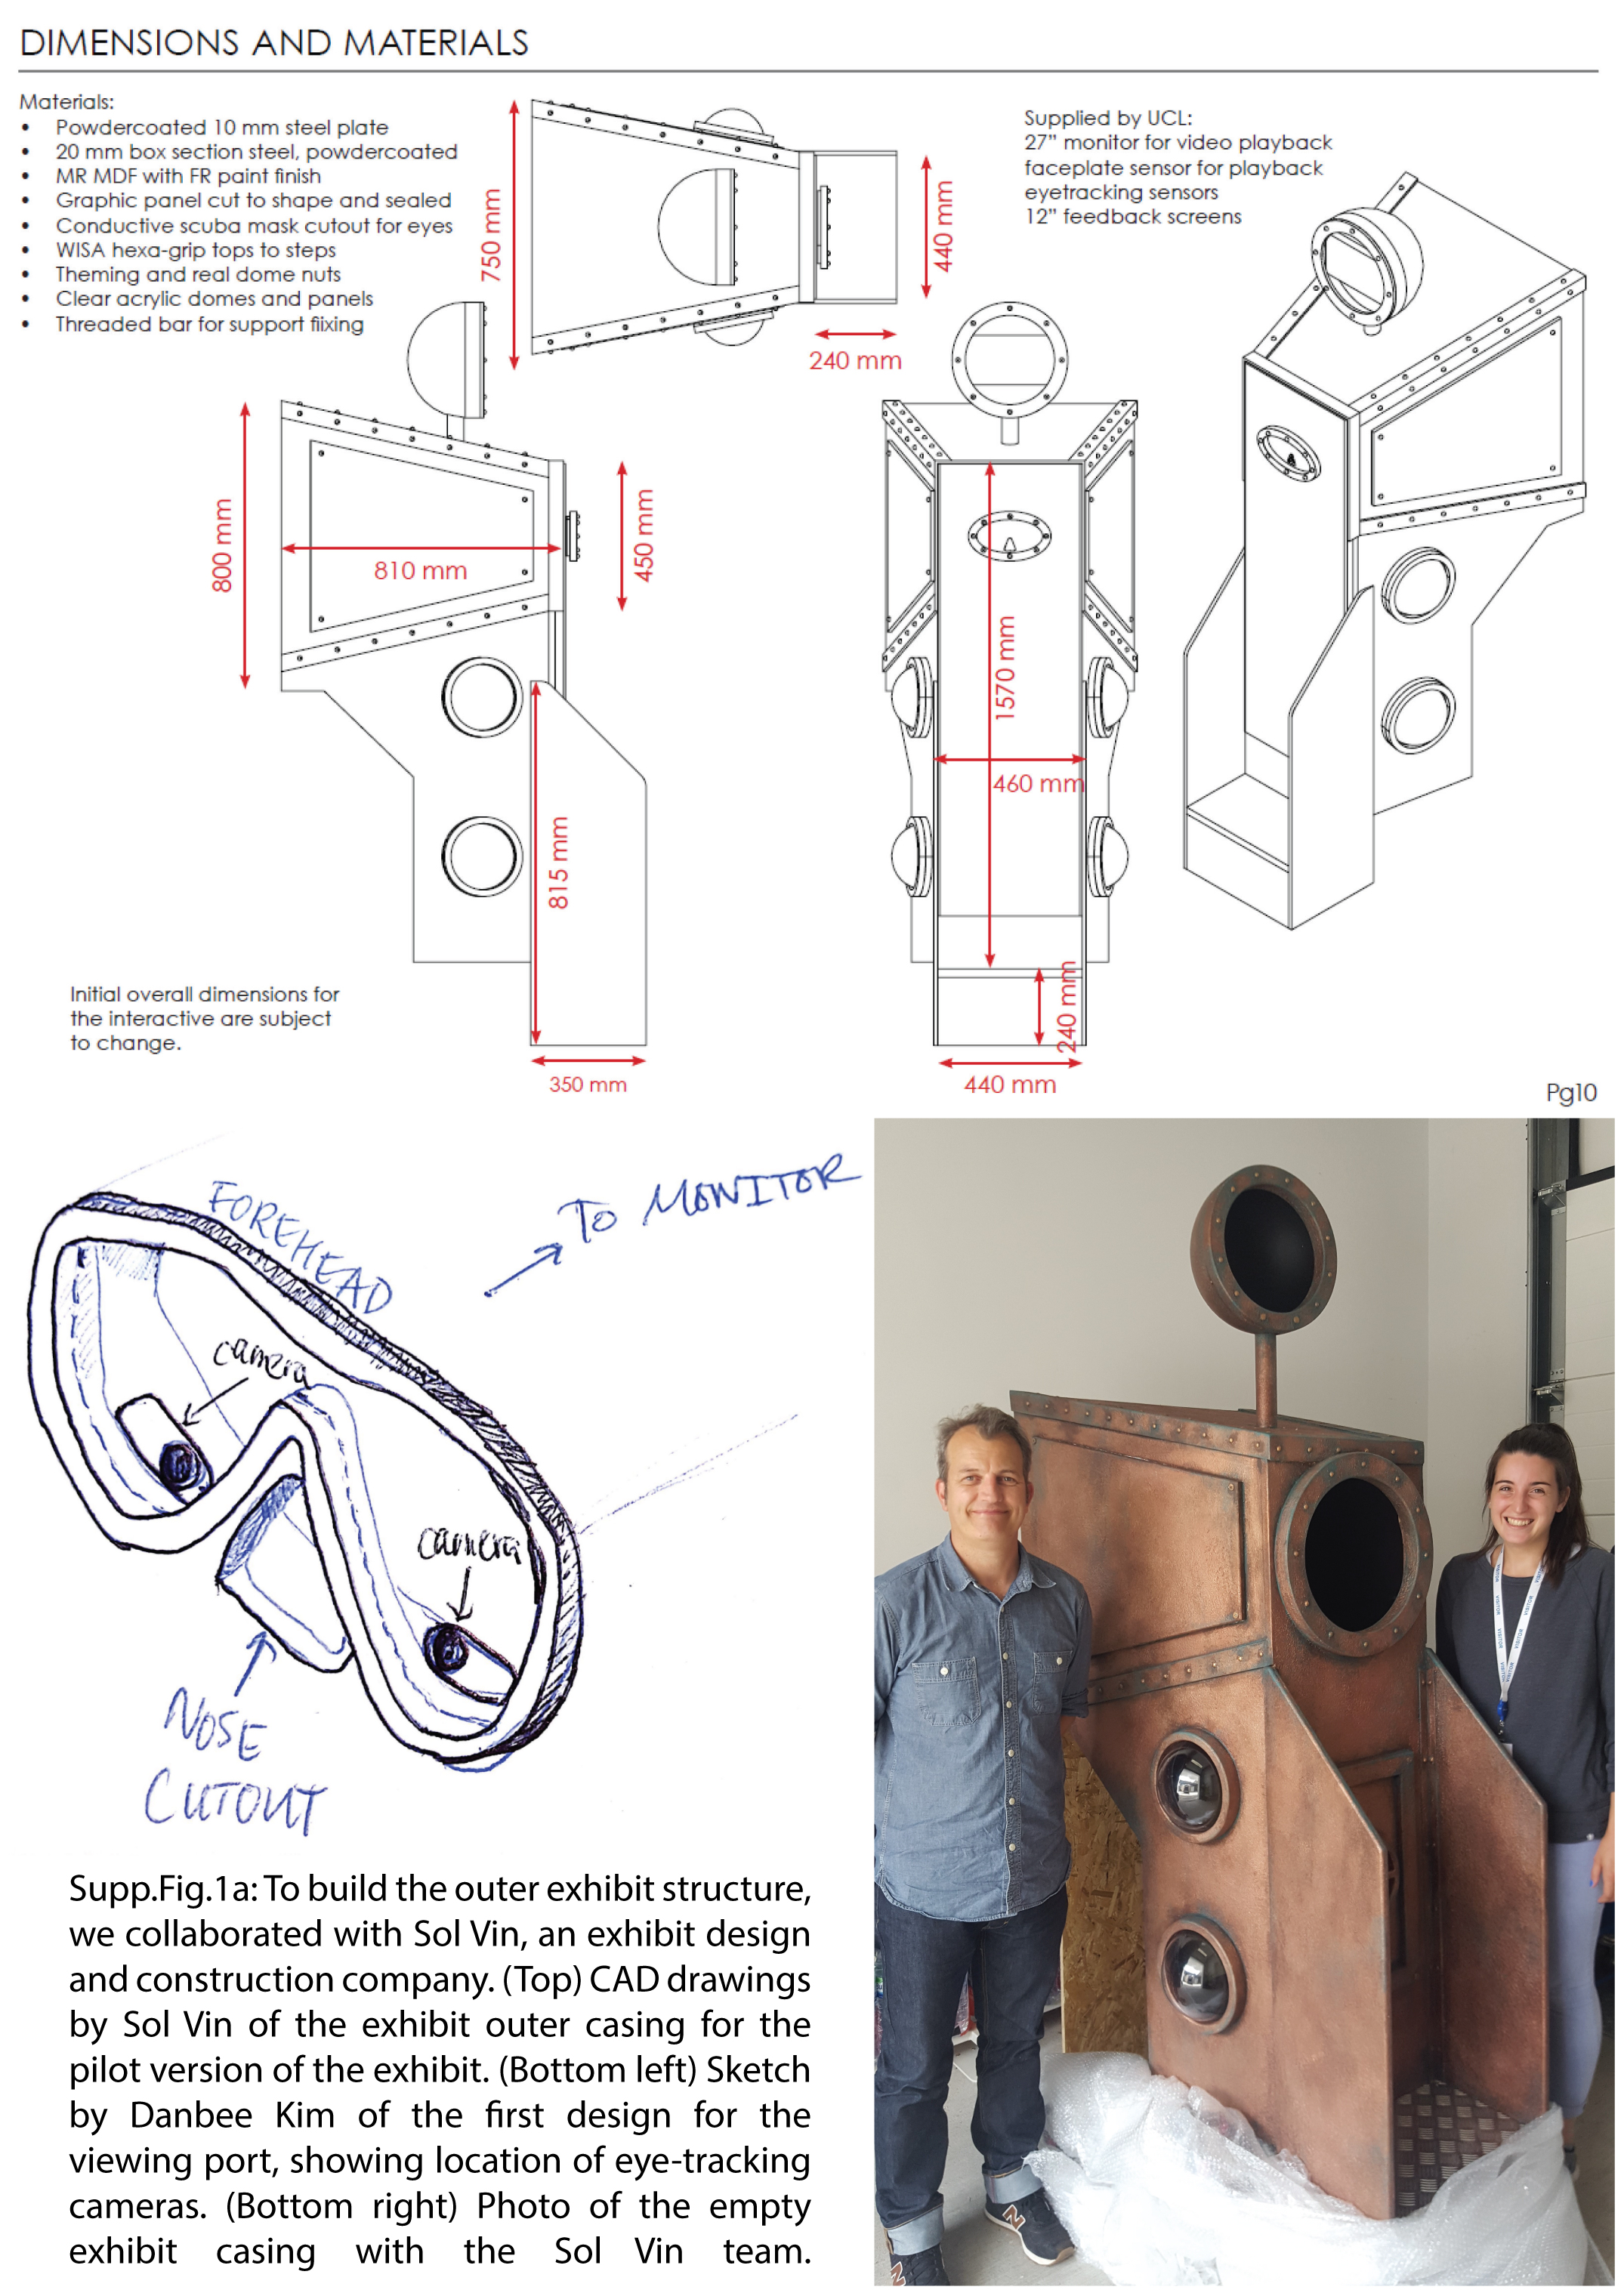 DIMENSIONS AND MATERIALS
Materials:
• Powdercoated 10 mm steel plate
• 20 mm box section steel, powdercoated
• MR MDF with FR paint finish
• Graphic panel cut to shape and sealed
• Conductive scuba mask cutout for eyes
• WISA hexa-grip tops to steps
• Theming and real dome nuts
• Clear acrylic domes and panels
• Threaded bar for support fiixing
750 mm
440 mm
240 mm
Supplied by UCL:
27” monitor for video playback
faceplate sensor for playback
eyetracking sensors
12” feedback screens
800 mm
810 mm
450 mm
815 mm
350 mm
1570 mm
460 mm
240 mm
440 mm
Initial overall dimensions for
the interactive are subject
to change.
Pg10
FOREHEAD
TO MONITOR
camera
camera
NOSE
CUTOUT
VISITOR
VISITOR
N
N
Supp.Fig.1a: To build the outer exhibit structure,
we collaborated with Sol Vin, an exhibit design
and construction company. (Top) CAD drawings
by Sol Vin of the exhibit outer casing for the
pilot version of the exhibit. (Bottom left) Sketch
by Danbee Kim of the first design for the
viewing port, showing location of eye-tracking
cameras. (Bottom right) Photo of the empty
exhibit casing with the Sol Vin team.